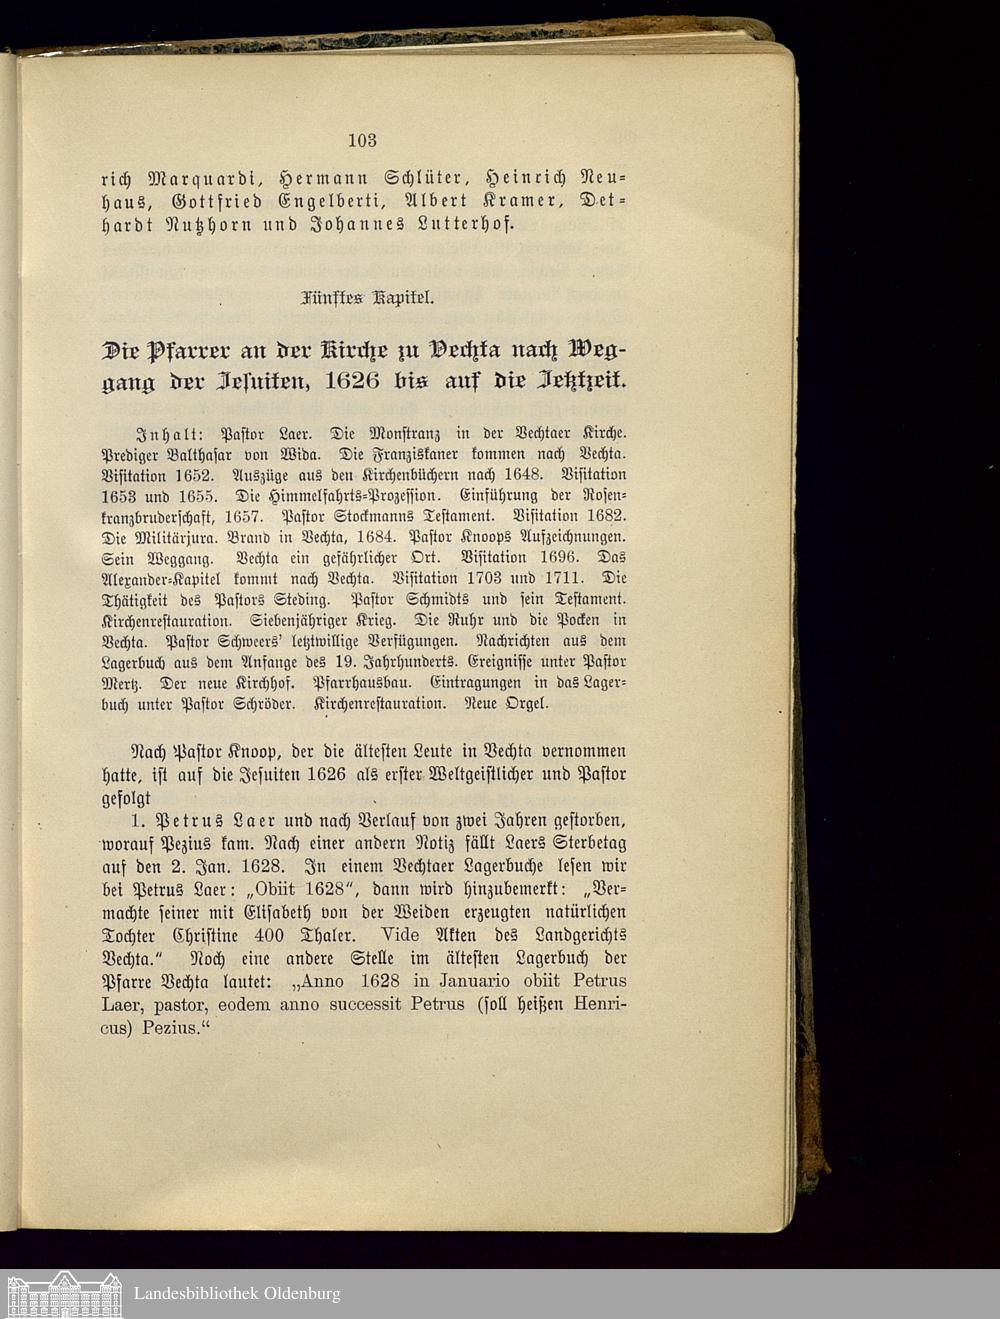 103
rich Marquardi, Hermann Schlüter, Heinrich Neu=
haus, Gottfried Engelberti, Albert Kramer, Det=
hardt Nutzhorn und Johannes Lutterhof.
Fünftes Kapitel.
Die Pfarrer an der Kirche zu Vechta nach Weg-
gang der Jesuiten, 1626 bis auf die Jetztzeit.
Inhalt: Pastor Laer. Die Monstranz in der Vechtaer Kirche.
Prediger Balthasar von Wida. Die Franziskaner kommen nach Vechta.
Visitation 1652. Auszüge aus den Kirchenbüchern nach 1648. Visitation
1653 und 1655. Die Himmelfahrts=Prozession. Einführung der Rosen=
kranzbruderschaft, 1657. Pastor Stockmanns Testament. Visitation 1682.
Die Militärjura. Brand in Vechta, 1684. Pastor Knoops Aufzeichnungen.
Sein Weggang. Vechta ein gefährlicher Ort. Visitation 1696. Das
Alexander=Kapitel kommt nach Vechta. Visitation 1703 und 1711. Die
Thätigkeit des Pastors Steding. Pastor Schmidts und sein Testament.
Kirchenrestauration. Siebenjähriger Krieg. Die Ruhr und die Pocken in
Vechta. Pastor Schweers' letztwillige Verfügungen. Nachrichten aus dem
Lagerbuch aus dem Anfange des 19. Jahrhunderts. Ereignisse unter Pastor
Mertz. Der neue Kirchhof. Pfarrhausbau. Eintragungen in das Lager=
buch unter Pastor Schröder. Kirchenrestauration. Neue Orgel.
Nach Pastor Knoop, der die ältesten Leute in Vechta vernommen
hatte, ist auf die Jesuiten 1626 als erster Weltgeistlicher und Pastor
gefolgt
1. Petrus Laer und nach Verlauf von zwei Jahren gestorben,
worauf Pezius kam. Nach einer andern Notiz fällt Laers Sterbetag
auf den 2. Jan. 1628. In einem Vechtaer Lagerbuche lesen wir
bei Petrus Laer: „Obiit 1628“, dann wird hinzubemerkt: „Ver=
machte seiner mit Elisabeth von der Weiden erzeugten natürlichen
Tochter Christine 400 Thaler. Vide Akten des Landgerichts
Vechta.“ Noch eine andere Stelle im ältesten Lagerbuch der
Pfarre Vechta lautet: „Anno 1628 in Januario obiit Petrus
Laer, pastor, eodem anno successit Petrus (soll heißen Henri-
cus) Pezius.“
Landesbibliothek Oldenburg